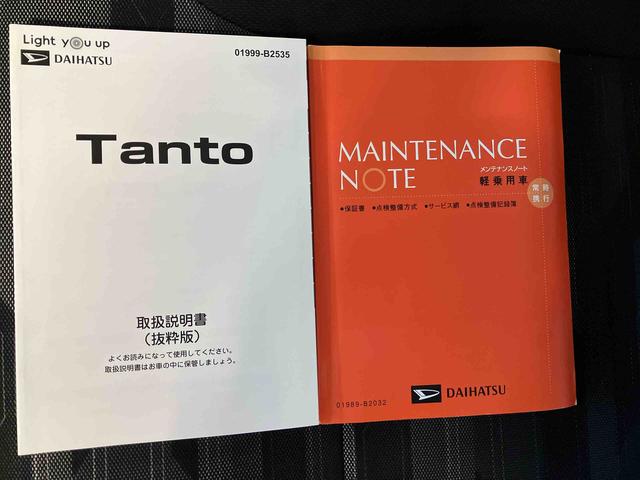 Light you up
DAIHATSU
01999-B2535
Tanto
取扱説明書
（抜粋版）
よくお読みになって使用してください。
取扱説明書はお車の中に保管しましょう。
MAINTENANCE
NOTE
メンテナンスノート
軽乗用車
常時
携行
●保証書 ●点検整備方式 ●サービス網 ●点検整備記録簿
DAIHATSU
01989-B2032